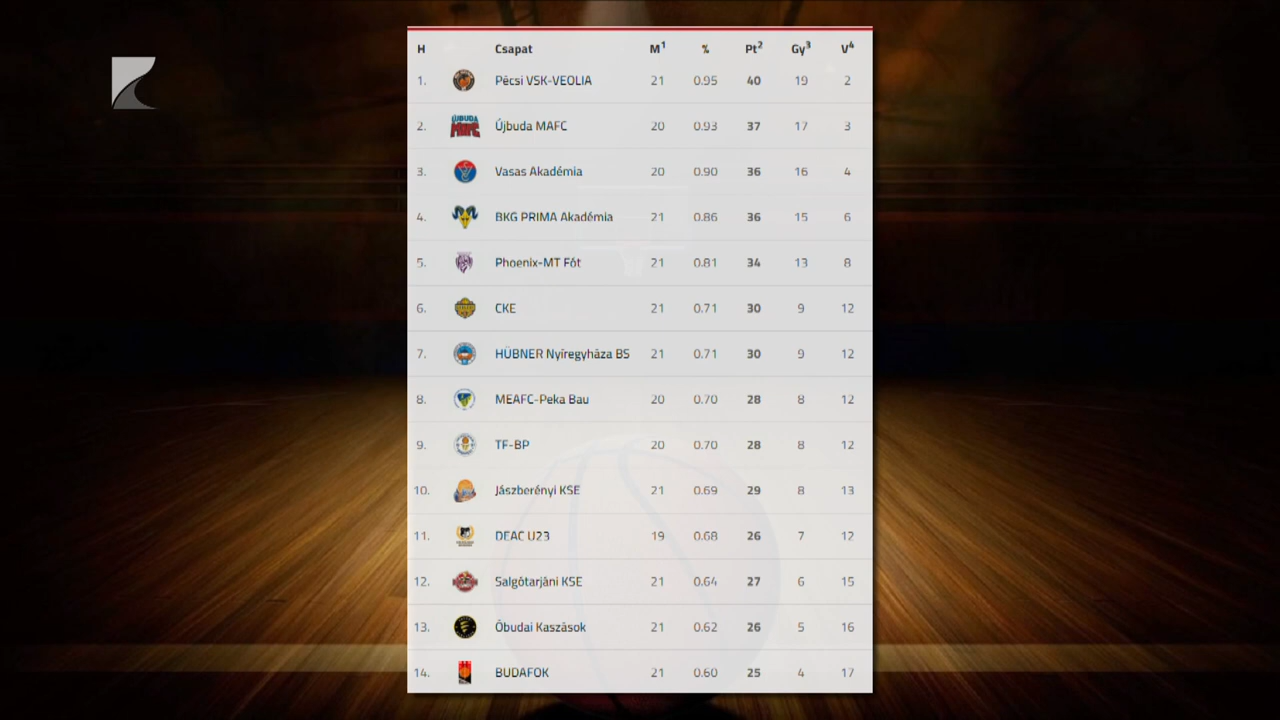 H Csapat M¹ % Pt² Gy³ V⁴
1. Pécsi VSK-VEOLIA 21 0.95 40 19 2
2. ÚJBUDA MAFC Újbuda MAFC 20 0.93 37 17 3
3. Vasas Akadémia 20 0.90 36 16 4
4. BKG PRIMA Akadémia 21 0.86 36 15 6
5. Phoenix-MT Fót 21 0.81 34 13 8
6. CKE 21 0.71 30 9 12
7. HÜBNER Nyíregyháza BS 21 0.71 30 9 12
8. MEAFC-Peka Bau 20 0.70 28 8 12
9. TF-BP 20 0.70 28 8 12
10. Jászberényi KSE 21 0.69 29 8 13
11. DEAC U23 19 0.68 26 7 12
12. Salgótarjáni KSE 21 0.64 27 6 15
13. Óbudai Kaszások 21 0.62 26 5 16
14. BUDAFOK 21 0.60 25 4 17